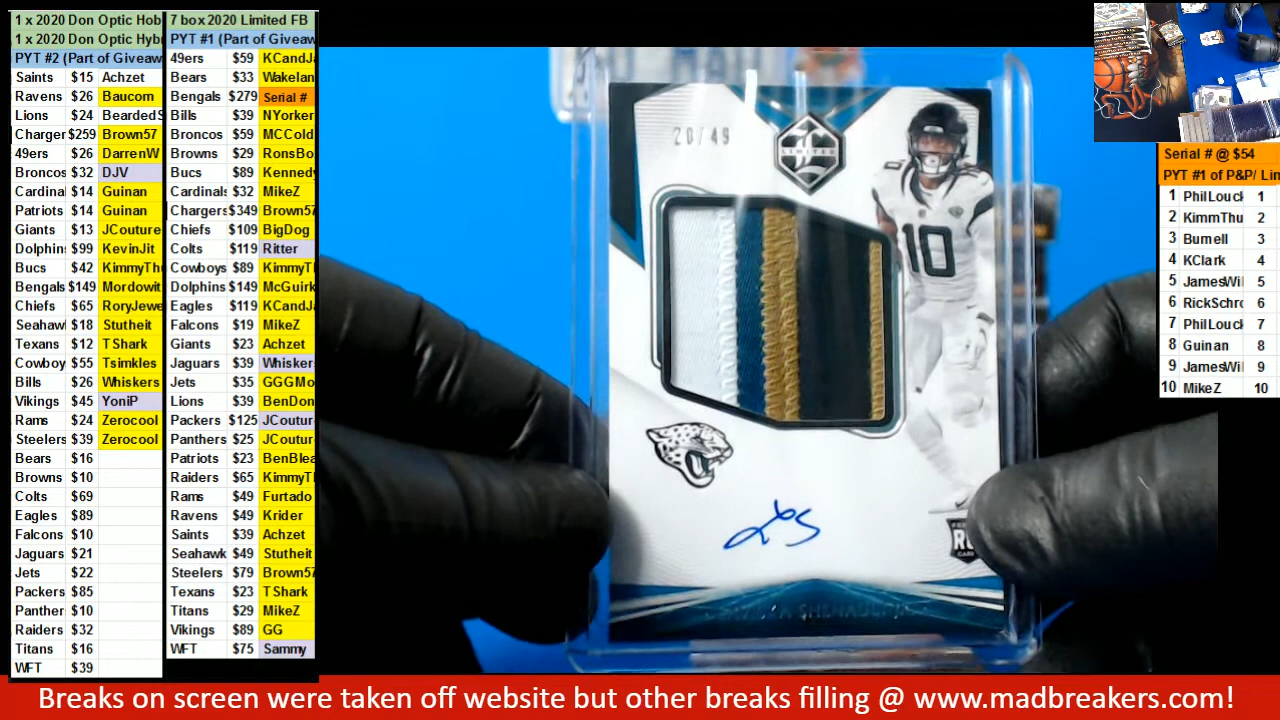 1 x 2020 Don Optic Hob
1 x 2020 Don Optic Hyb
PYT #2 (Part of Giveaw
Saints $15 Achzet
Ravens $26 Baucom
Lions $24 BeardedS
Charger $259 Brown57
49ers $26 DarrenW
Broncos $32 DJV
Cardinal $14 Guinan
Patriots $14 Guinan
Giants $13 JCouture
Dolphin $99 KevinJit
Bucs $42 KimmyTh
Bengals $149 Mordowit
Chiefs $65 RoryJewe
Seahaw $18 Stutheit
Texans $12 TShark
Cowboy $55 Tsimkles
Bills $26 Whiskers
Vikings $45 YoniP
Rams $24 Zerocool
Steelers $39 Zerocool
Bears $16
Browns $10
Colts $69
Eagles $89
Falcons $10
Jaguars $21
Jets $22
Packers $85
Panther $10
Raiders $32
Titans $16
WFT $39
7 box 2020 Limited FB
PYT #1 (Part of Giveaw
49ers $59 KCandJ
Bears $33 Wakelan
Bengals $279 Serial #
Bills $39 NYorker
Broncos $59 MCCold
Browns $29 RonsBo
Bucs $89 Kennedy
Cardinals $32 MikeZ
Chargers $349 Brown57
Chiefs $109 BigDog
Colts $119 Ritter
Cowboys $89 KimmyT
Dolphins $149 McGuirk
Eagles $119 KCandJ
Falcons $19 MikeZ
Giants $23 Achzet
Jaguars $39 Whisker
Jets $35 GGGMo
Lions $39 BenDon
Packers $125 JCoutur
Panthers $25 JCoutur
Patriots $23 BenBlea
Raiders $65 KimmyT
Rams $49 Furtado
Ravens $49 Krider
Saints $39 Achzet
Seahawk $49 Stutheit
Steelers $79 Brown57
Texans $23 TShark
Titans $29 MikeZ
Vikings $89 GG
WFT $75 Sammy
20/49
LIMITED
10
Serial # @ $54
PYT #1 of P&P/ Lim
1 PhilLouck 1
2 KimmThu 2
3 Burnell 3
4 KClark 4
5 JamesWil 5
6 RickSchro 6
7 PhilLouck 7
8 Guinan 8
9 JamesWil 9
10 MikeZ 10
Breaks on screen were taken off website but other breaks filling @ www.madbreakers.com!